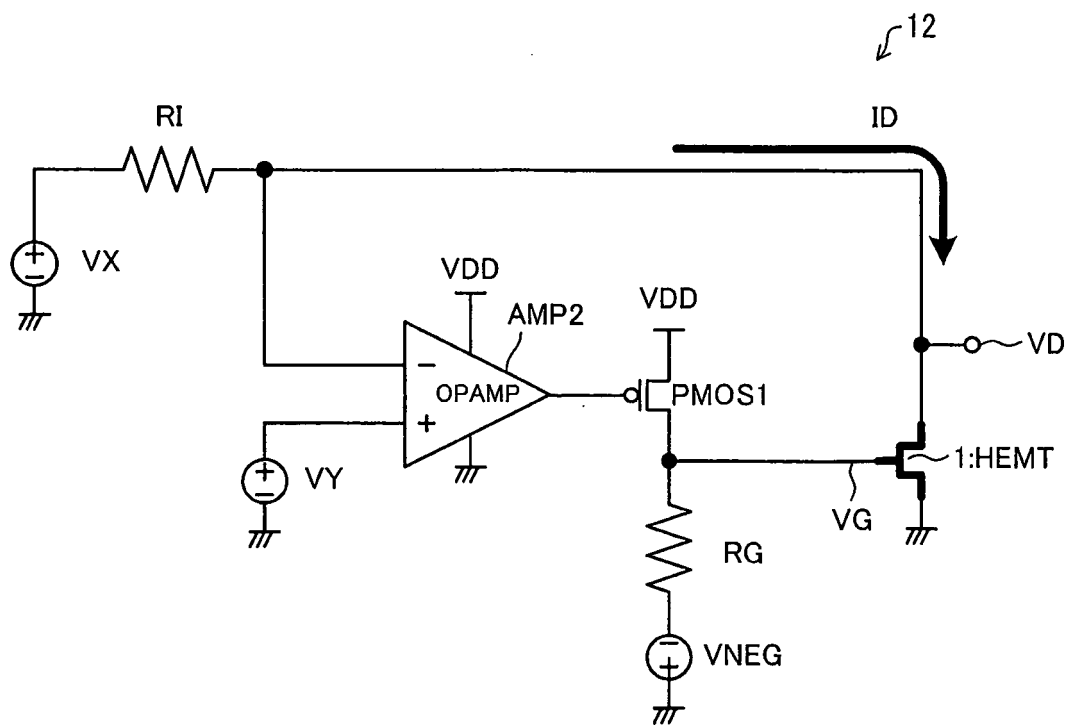 12
RI
ID
+
−
VX
VDD
AMP2
VDD
VD
−
OPAMP
+
PMOS1
+
−
VY
1:HEMT
VG
RG
−
+
VNEG